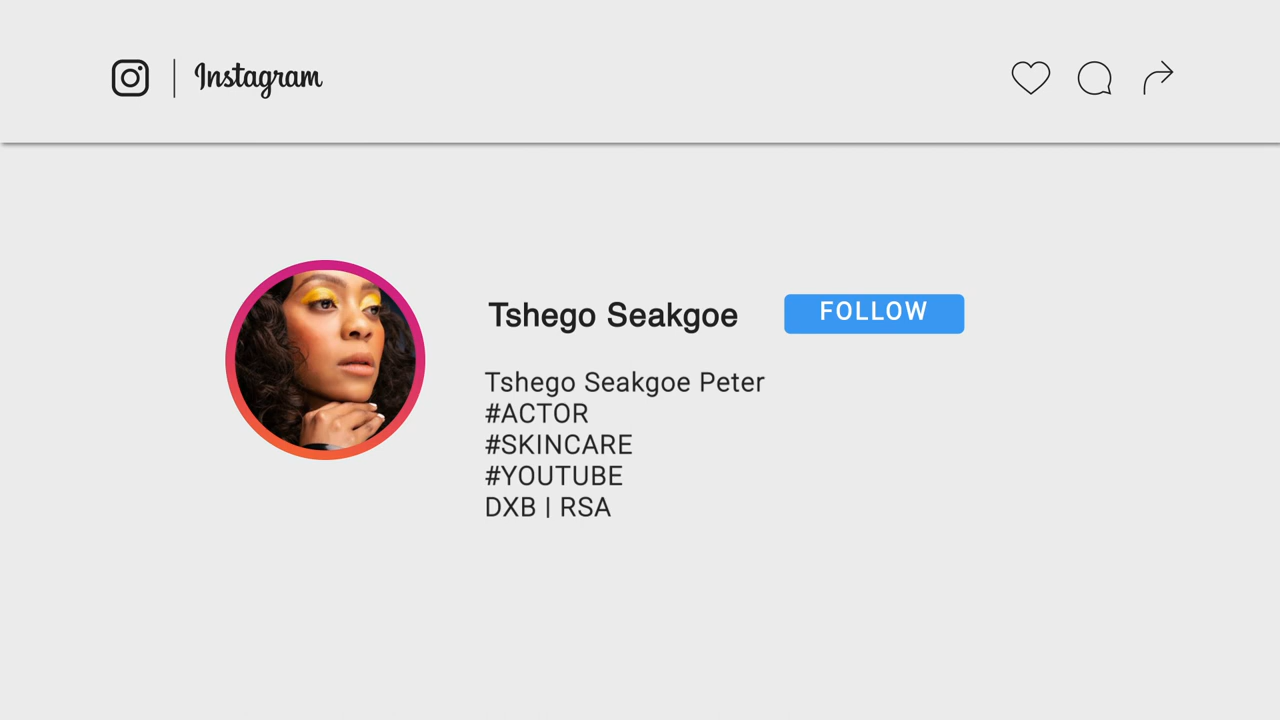 Instagram
Tshego Seakgoe
FOLLOW
Tshego Seakgoe Peter
#ACTOR
#SKINCARE
#YOUTUBE
DXB | RSA